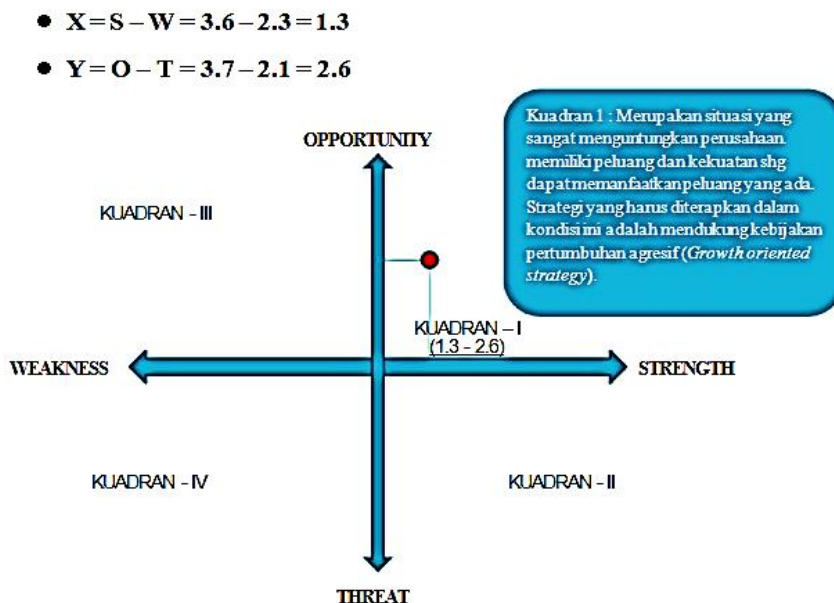 ● X = S – W = 3.6 – 2.3 = 1.3
● Y = O – T = 3.7 – 2.1 = 2.6
Kuadran 1 : Merupakan situasi yang
sangat menguntungkan perusahaan.
memiliki peluang dan kekuatan shg
dapat memanfaatkan peluang yang ada.
Strategi yang harus diterapkan dalam
kondisi ini adalah mendukung kebijakan
pertumbuhan agresif (Growth oriented
strategy).
OPPORTUNITY
KUADRAN - III
KUADRAN – I
(1.3 - 2.6)
WEAKNESS
STRENGTH
KUADRAN - IV
KUADRAN - II
THREAT